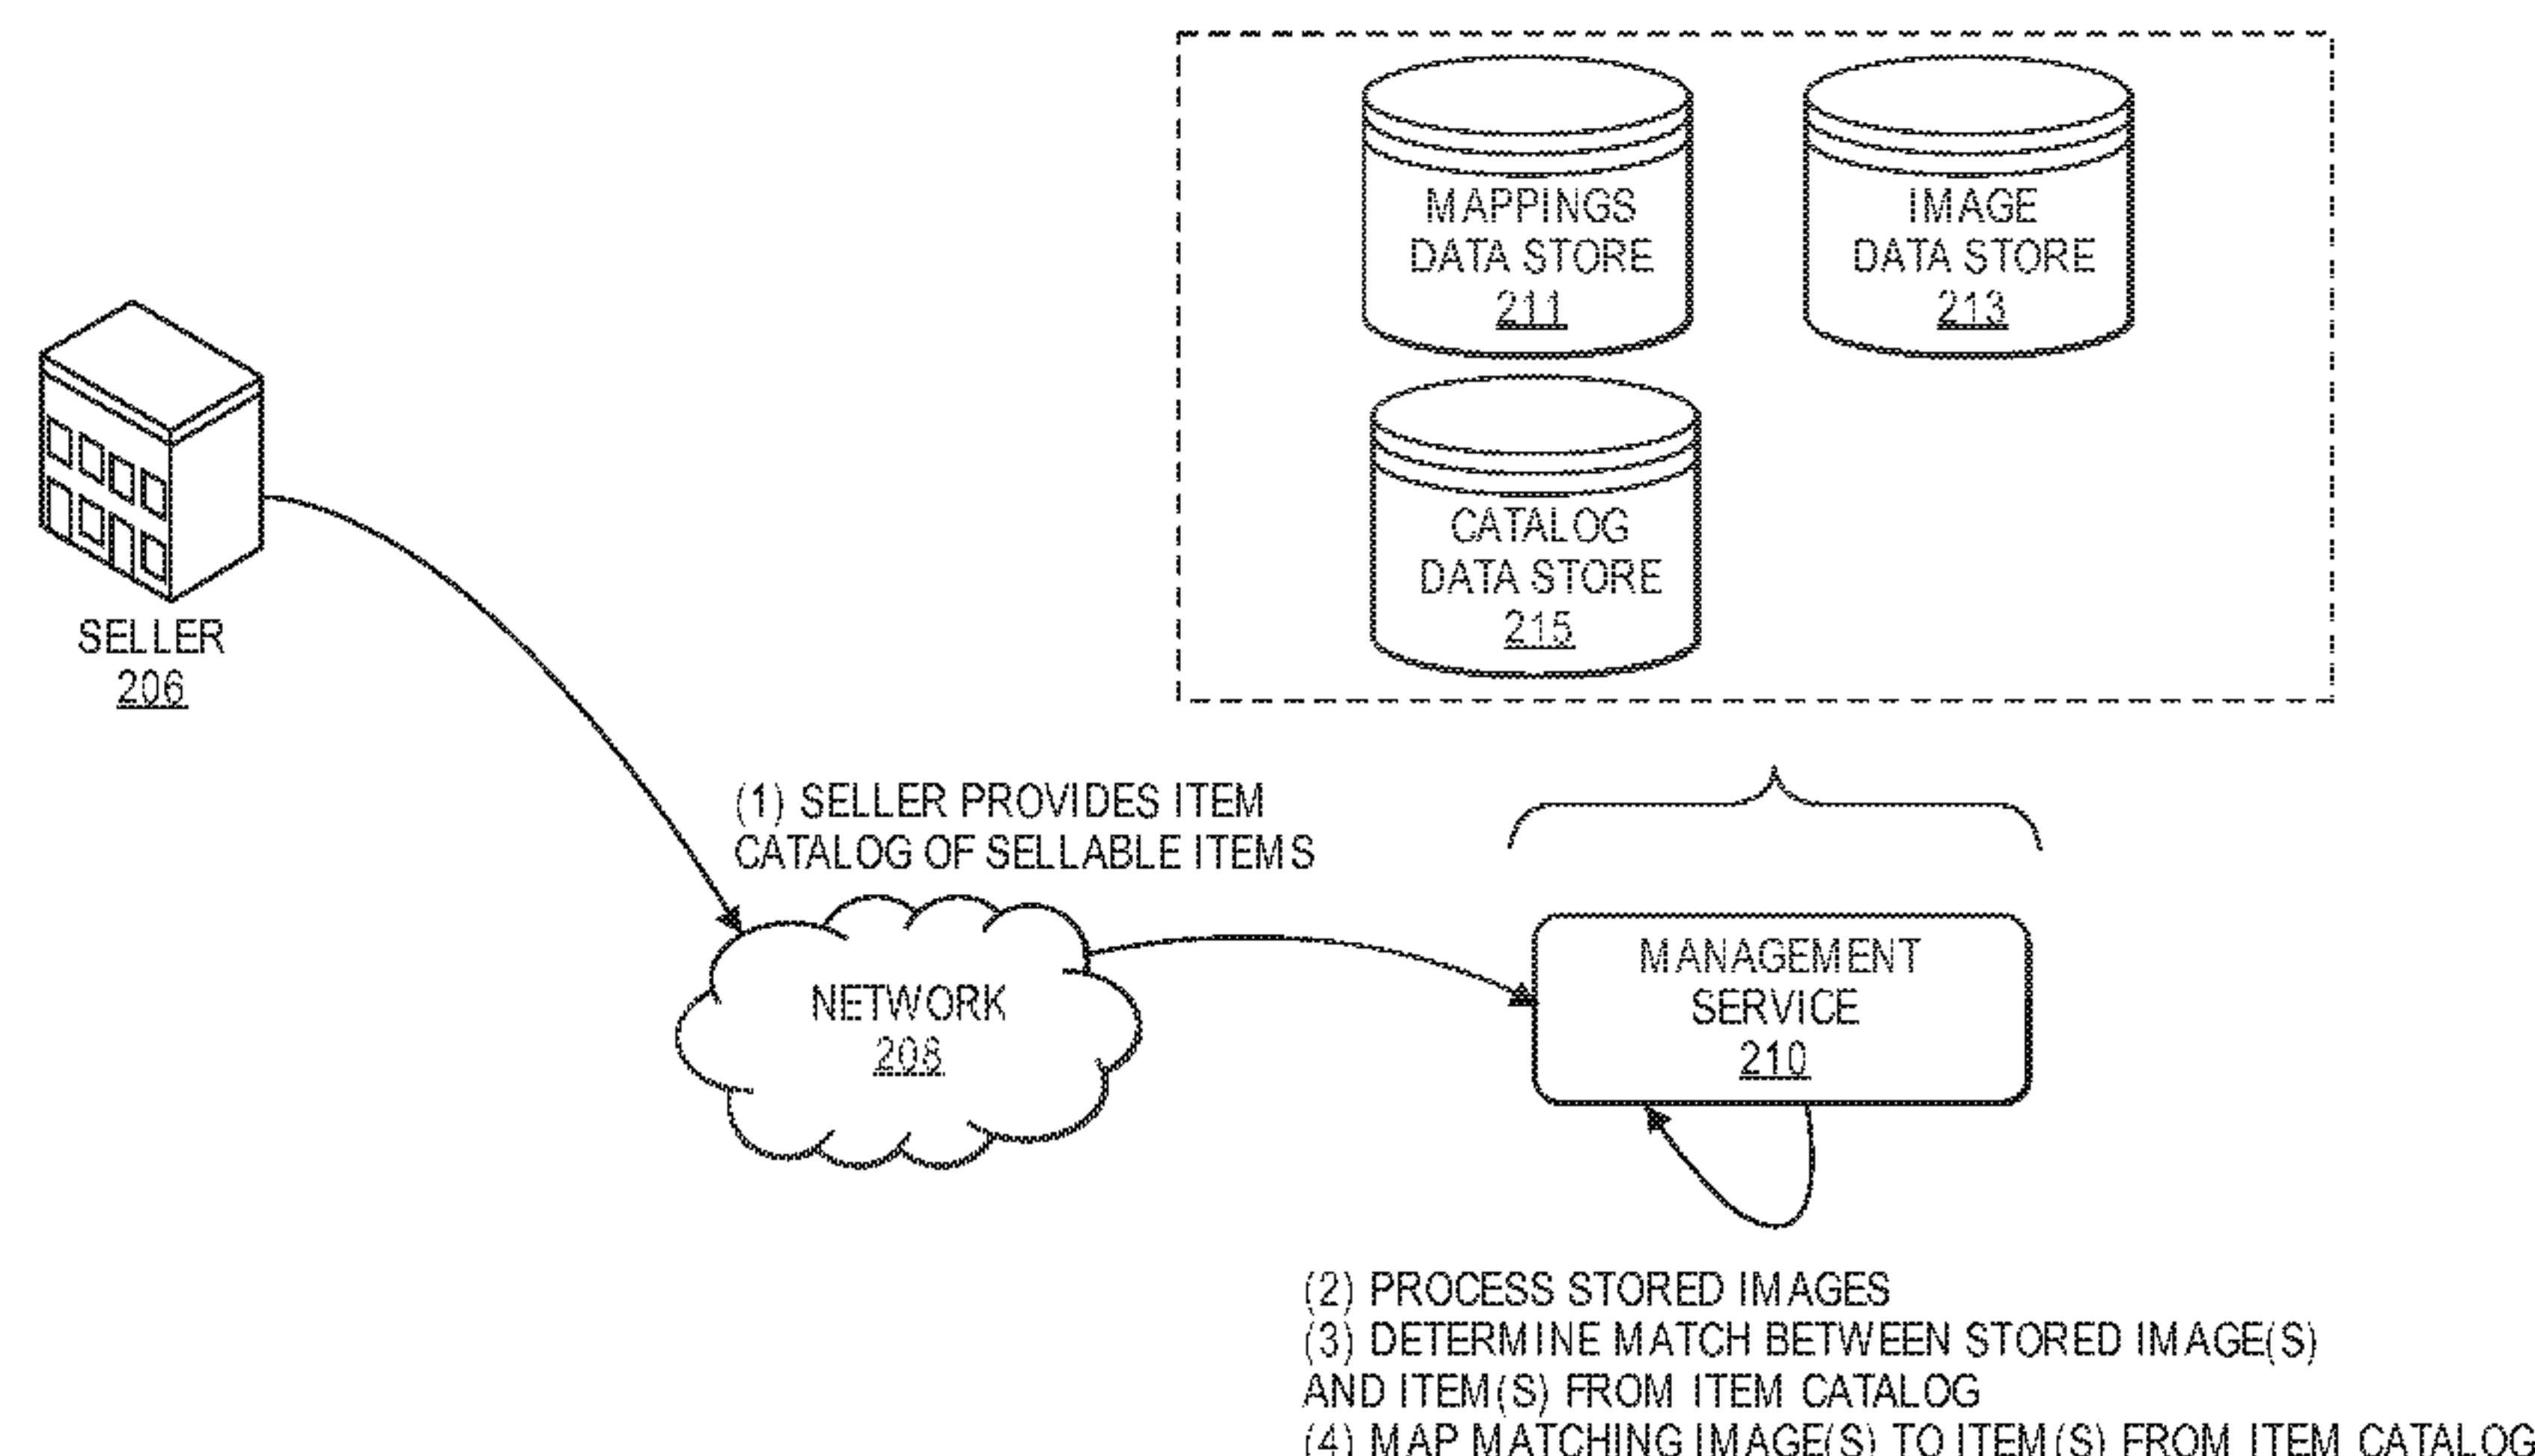 MAPPINGS
DATA STORE
211
IMAGE
DATA STORE
213
CATALOG
DATA STORE
215
SELLER
206
(1) SELLER PROVIDES ITEM
CATALOG OF SELLABLE ITEMS
NETWORK
208
MANAGEMENT
SERVICE
210
(2) PROCESS STORED IMAGES
(3) DETERMINE MATCH BETWEEN STORED IMAGE(S)
AND ITEM(S) FROM ITEM CATALOG
(4) MAP MATCHING IMAGE(S) TO ITEM(S) FROM ITEM CATALOG